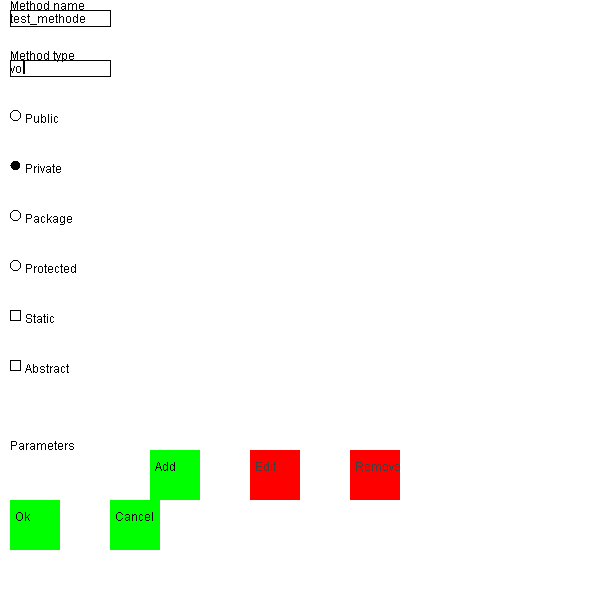 Method name
test_methode
Method type
vo
Public
Private
Package
Protected
Static
Abstract
Parameters
Add Edit Remove
Ok Cancel